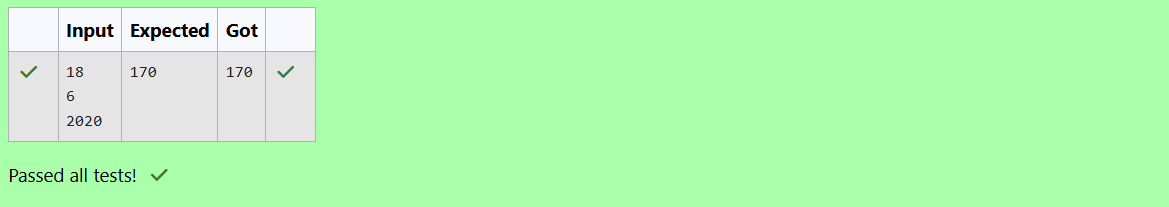 Input Expected Got
18 170 170
6
2020
Passed all tests!